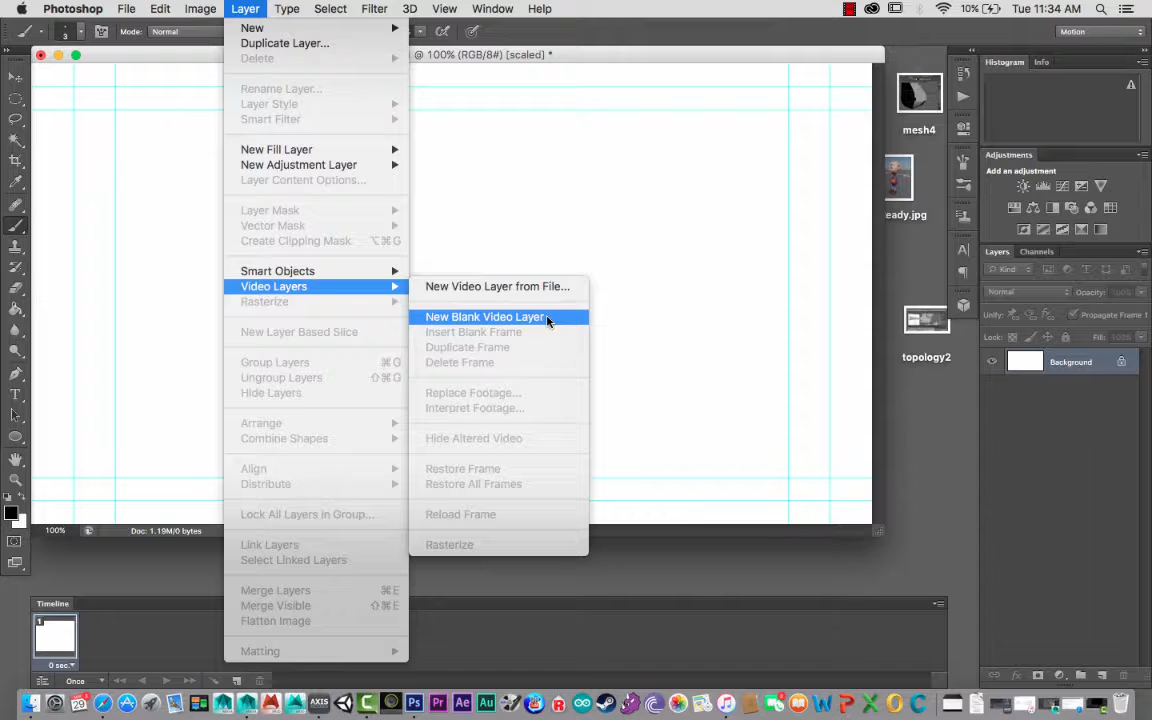 Photoshop File Edit Image Layer Type Select Filter 3D View Window Help 10% Tue 11:34 AM
3 Mode: Normal Motion
@ 100% (RGB/8#) [scaled] *
New
Duplicate Layer...
Delete
Rename Layer...
Layer Style
Smart Filter
New Fill Layer
New Adjustment Layer
Layer Content Options...
Layer Mask
Vector Mask
Create Clipping Mask ⌥⌘G
Smart Objects
Video Layers
Rasterize
New Layer Based Slice
Group Layers ⌘G
Ungroup Layers ⇧⌘G
Hide Layers
Arrange
Combine Shapes
Align
Distribute
Lock All Layers in Group...
Link Layers
Select Linked Layers
Merge Layers ⌘E
Merge Visible ⇧⌘E
Flatten Image
Matting
New Video Layer from File...
New Blank Video Layer
Insert Blank Frame
Duplicate Frame
Delete Frame
Replace Footage...
Interpret Footage...
Hide Altered Video
Restore Frame
Restore All Frames
Reload Frame
Rasterize
mesh4
eady.jpg
topology2
Histogram Info
Adjustments
Add an adjustment
Layers Channels
Kind
Normal Opacity: 100%
Unify: Propagate Frame 1
Lock: Fill: 100%
Background
100% Doc: 1.19M/0 bytes
Timeline
1
0 sec.
Once